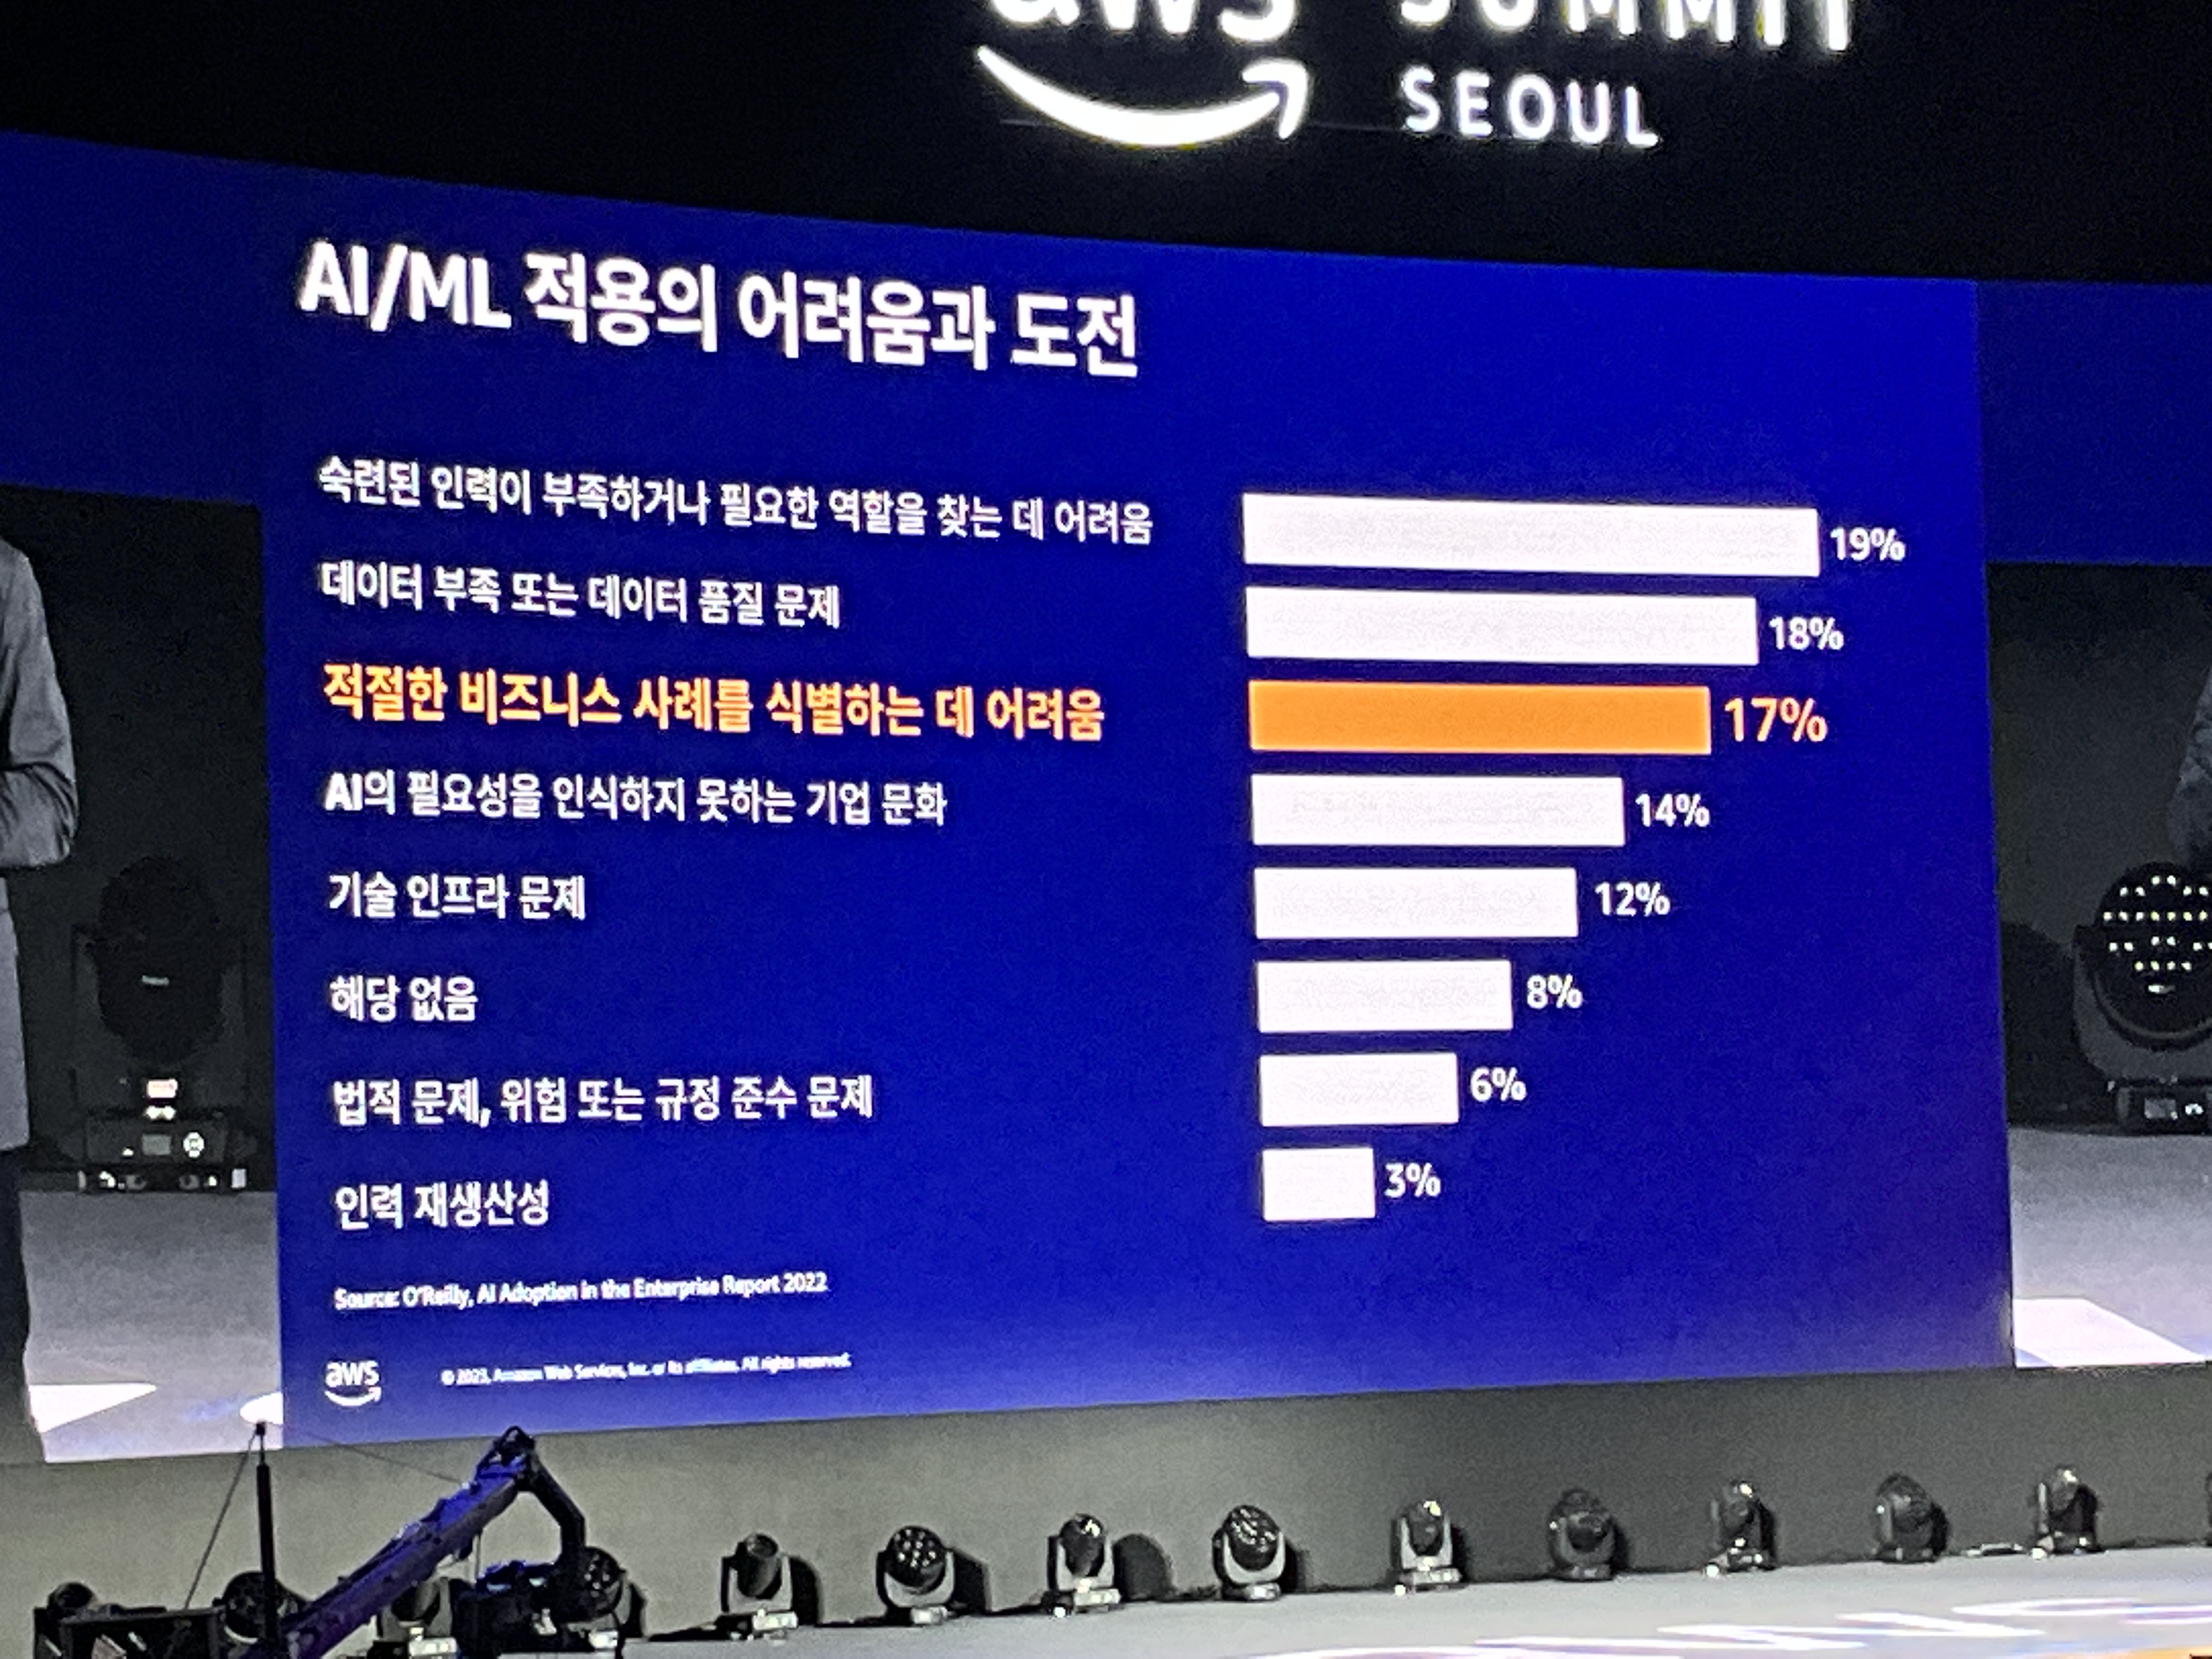 aws SUMMIT
SEOUL
AI/ML 적용의 어려움과 도전
숙련된 인력이 부족하거나 필요한 역할을 찾는 데 어려움 19%
데이터 부족 또는 데이터 품질 문제 18%
적절한 비즈니스 사례를 식별하는 데 어려움 17%
AI의 필요성을 인식하지 못하는 기업 문화 14%
기술 인프라 문제 12%
해당 없음 8%
법적 문제, 위험 또는 규정 준수 문제 6%
인력 재생산성 3%
Source: O'Reilly, AI Adoption in the Enterprise Report 2022
aws © 2023, Amazon Web Services, Inc. or its affiliates. All rights reserved.